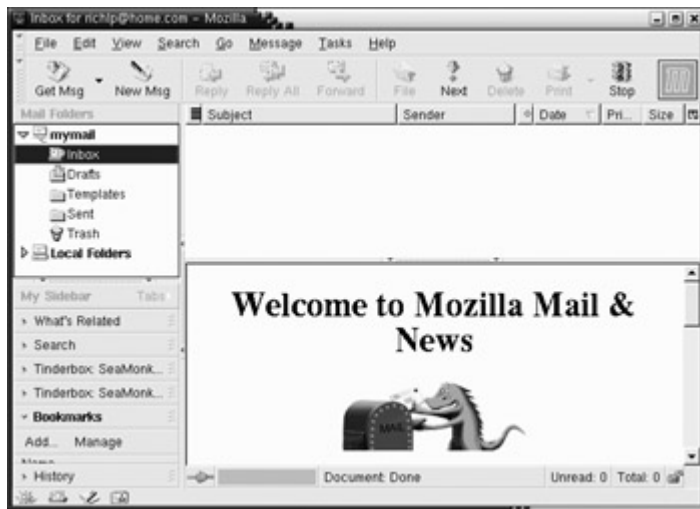 Inbox for richlp@home.com - Mozilla
File Edit View Search Go Message Tasks Help
Get Msg New Msg Reply Reply All Forward File Next Delete Print Stop
Mail Folders
Subject Sender Date Pri... Size
mymail
Inbox
Drafts
Templates
Sent
Trash
Local Folders
My Sidebar Tabs
What's Related
Search
Tinderbox: SeaMonk...
Tinderbox: SeaMonk...
Bookmarks
Add... Manage
Name
History
Welcome to Mozilla Mail &
News
MAIL
Document: Done Unread: 0 Total: 0